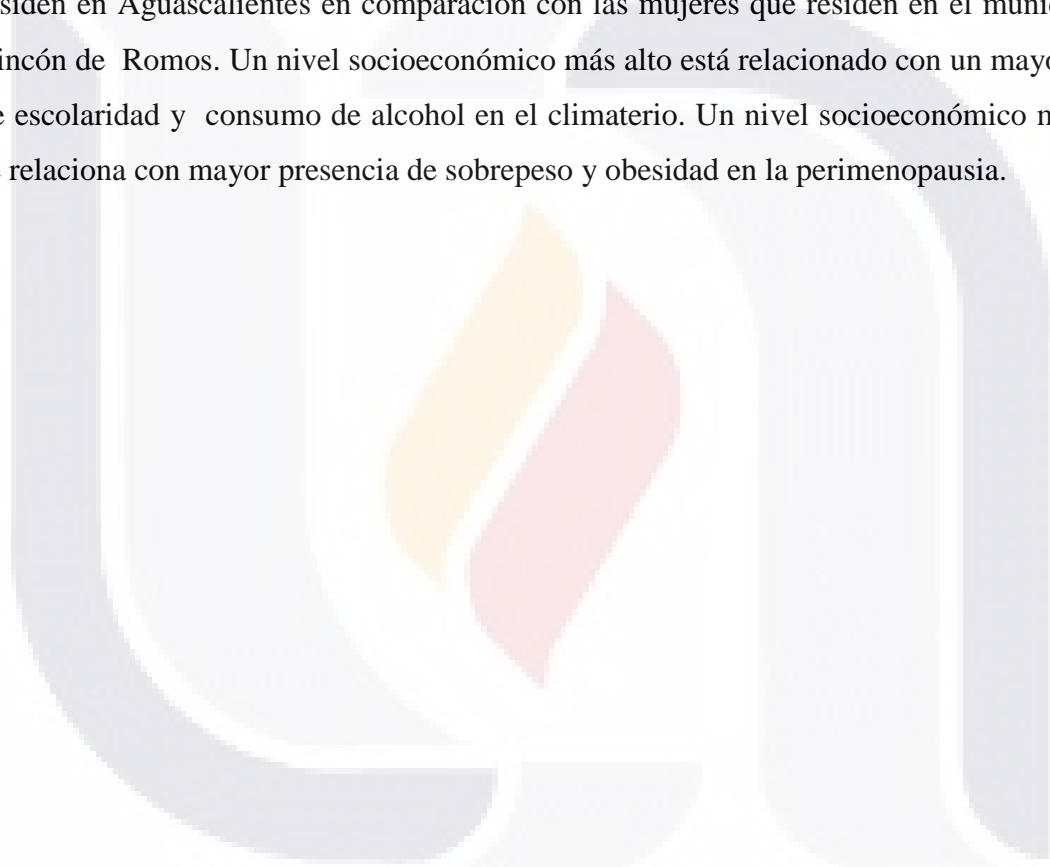 siden en Aguascalientes en comparación con las mujeres que residen en el muni
ncón de Romos. Un nivel socioeconómico más alto está relacionado con un mayo
e escolaridad y consumo de alcohol en el climaterio. Un nivel socioeconómico
relaciona con mayor presencia de sobrepeso y obesidad en la perimenopausia.